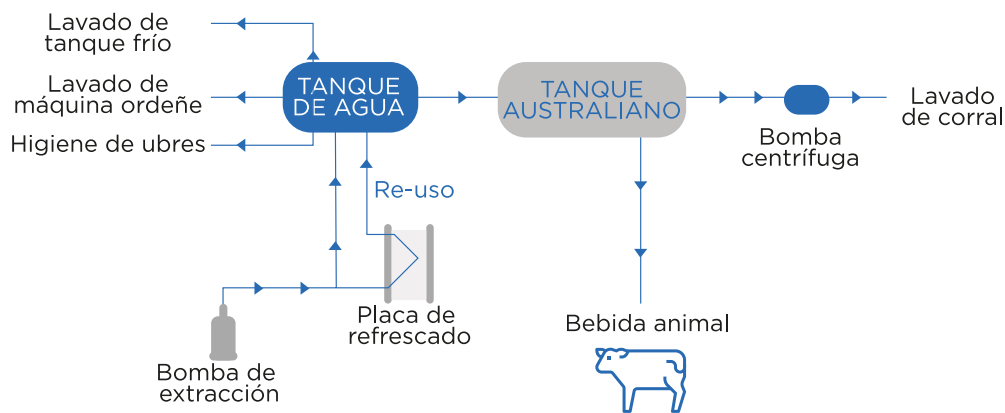 Lavado de
tanque frío
Lavado de
máquina ordeñe
Higiene de ubres
TANQUE
DE AGUA
TANQUE
AUSTRALIANO
Bomba
centrífuga
Lavado
de corral
Re-uso
Placa de
refrescado
Bomba de
extracción
Bebida animal